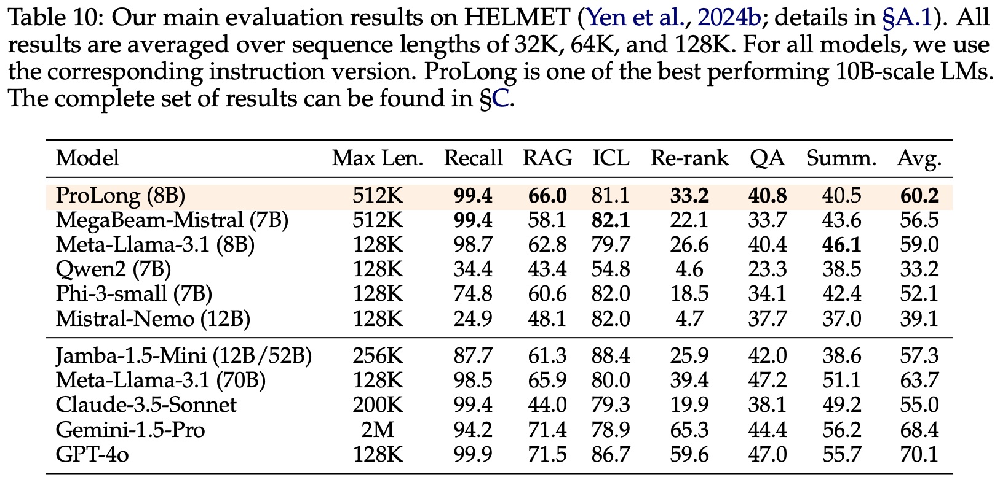 Table 10: Our main evaluation results on HELMET (Yen et al., 2024b; details in §A.1). All
results are averaged over sequence lengths of 32K, 64K, and 128K. For all models, we use
the corresponding instruction version. ProLong is one of the best performing 10B-scale LMs.
The complete set of results can be found in §C.
Model Max Len. Recall RAG ICL Re-rank QA Summ. Avg.
ProLong (8B) 512K 99.4 66.0 81.1 33.2 40.8 40.5 60.2
MegaBeam-Mistral (7B) 512K 99.4 58.1 82.1 22.1 33.7 43.6 56.5
Meta-Llama-3.1 (8B) 128K 98.7 62.8 79.7 26.6 40.4 46.1 59.0
Qwen2 (7B) 128K 34.4 43.4 54.8 4.6 23.3 38.5 33.2
Phi-3-small (7B) 128K 74.8 60.6 82.0 18.5 34.1 42.4 52.1
Mistral-Nemo (12B) 128K 24.9 48.1 82.0 4.7 37.7 37.0 39.1
Jamba-1.5-Mini (12B/52B) 256K 87.7 61.3 88.4 25.9 42.0 38.6 57.3
Meta-Llama-3.1 (70B) 128K 98.5 65.9 80.0 39.4 47.2 51.1 63.7
Claude-3.5-Sonnet 200K 99.4 44.0 79.3 19.9 38.1 49.2 55.0
Gemini-1.5-Pro 2M 94.2 71.4 78.9 65.3 44.4 56.2 68.4
GPT-4o 128K 99.9 71.5 86.7 59.6 47.0 55.7 70.1